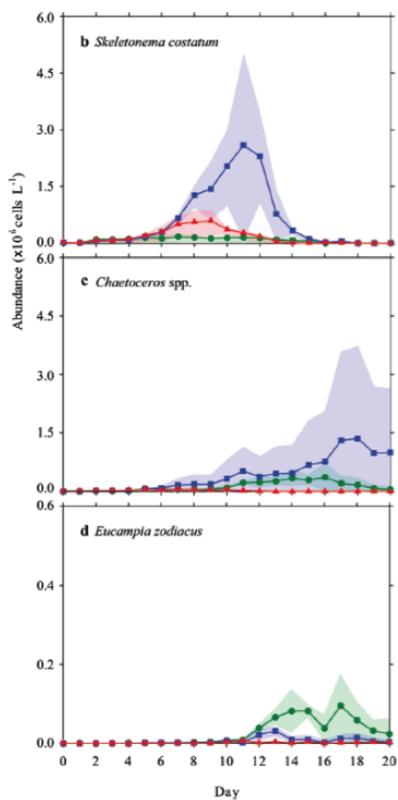 6.0
b Skeletonema costatum
4.5
3.0
1.5
0.0
6.0
c Chaetoceros spp.
4.5
3.0
1.5
0.0
0.6
d Eucampia zodiacus
0.4
0.2
0.0
0 2 4 6 8 10 12 14 16 18 20
Day
Abundance (x10⁶ cells L⁻¹)